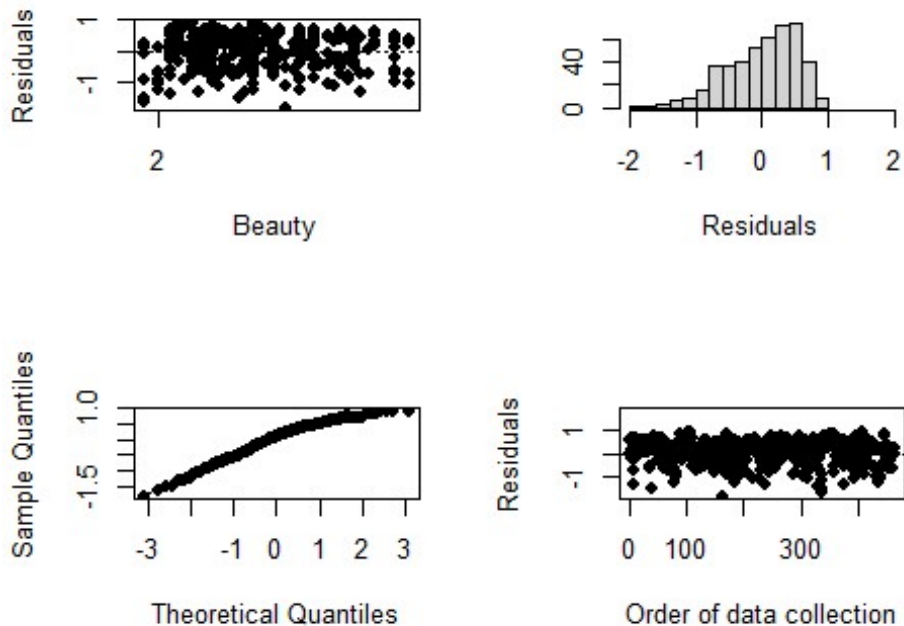 Residuals
1
-1
2
Beauty
40
0
-2 -1 0 1 2
Residuals
Sample Quantiles
1.0
-1.5
-3 -1 0 1 2 3
Theoretical Quantiles
Residuals
1
-1
0 100 300
Order of data collection